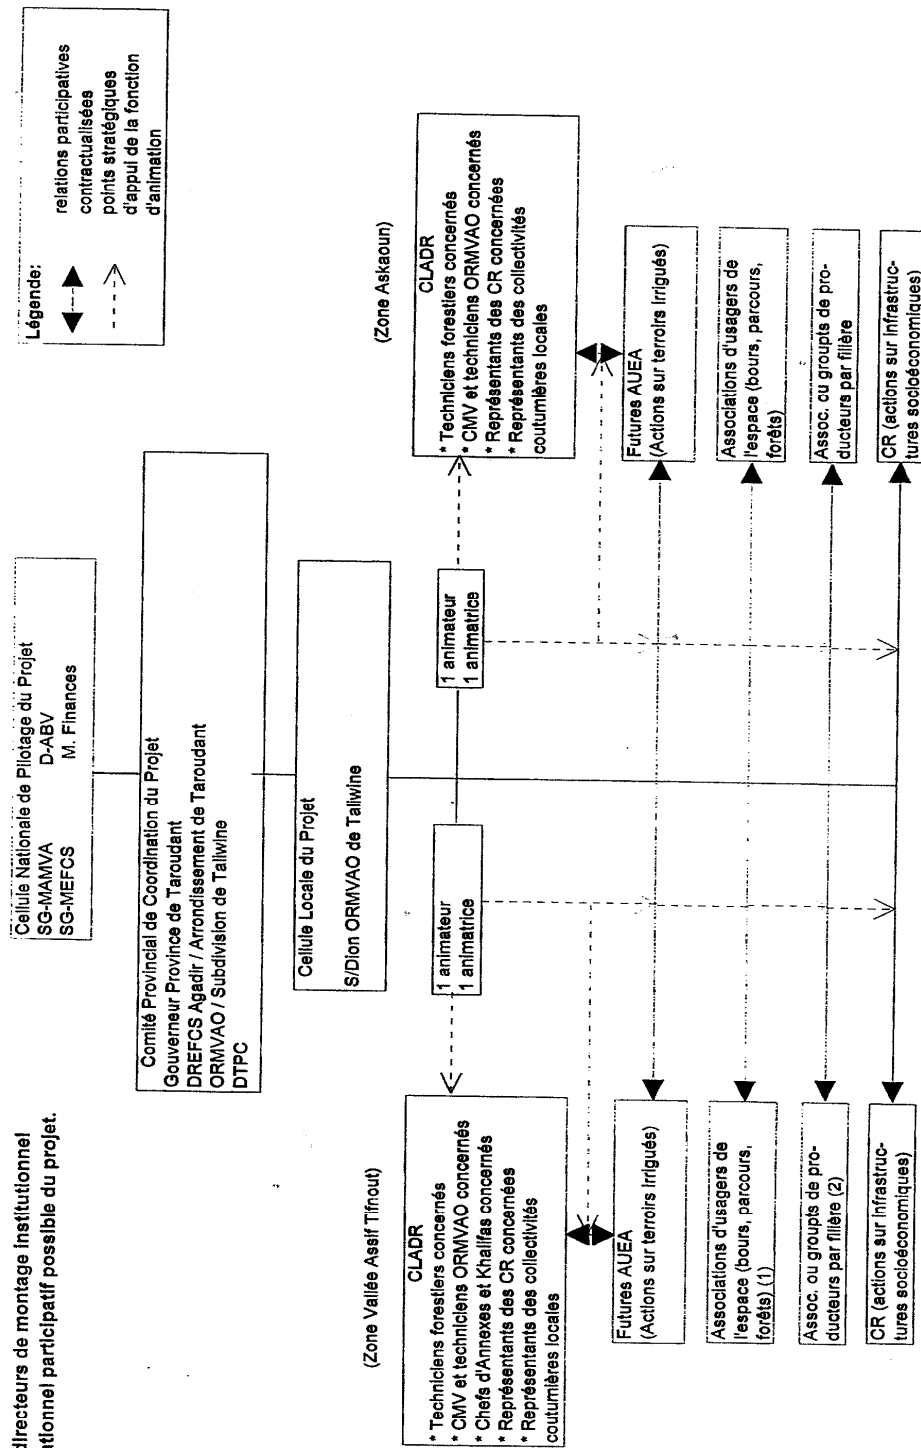 directeurs de montage institutionnel
ationnel participatif possible du projet.
Cellule Nationale de Pilotage du Projet
SG-MAMVA D-ABV
SG-MEFCS M. Finances
Légende:
relations participatives
contractualisées
points stratégiques
d'appui de la fonction
d'animation
Comité Provincial de Coordination du Projet
Gouverneur Province de Taroudant
DREFCS Agadir / Arrondissement de Taroudant
ORMVAO / Subdivision de Taliwine
DTPC
Cellule Locale du Projet
S/Dion ORMVAO de Taliwine
(Zone Vallée Assif Tifnout)
CLADR
* Techniciens forestiers concernés
* CMV et techniciens ORMVAO concernés
* Chefs d'Annexes et Khalifas concernés
* Représentants des CR concernées
* Représentants des collectivités
coutumières locales
1 animateur
1 animatrice
1 animateur
1 animatrice
(Zone Askaoun)
CLADR
* Techniciens forestiers concernés
* CMV et techniciens ORMVAO concernés
* Représentants des CR concernées
* Représentants des collectivités
coutumières locales
Futures AUEA
(Actions sur terroirs irrigués)
Futures AUEA
(Actions sur terroirs irrigués)
Associations d'usagers de
l'espace (bours, parcours,
forêts) (1)
Associations d'usagers de
l'espace (bours, parcours,
forêts)
Assoc. ou groupts de pro-
ducteurs par filière (2)
Assoc. ou groupts de pro-
ducteurs par filière
CR (actions sur infrastruc-
tures socioéconomiques)
CR (actions sur infrastruc-
tures socioéconomiques)